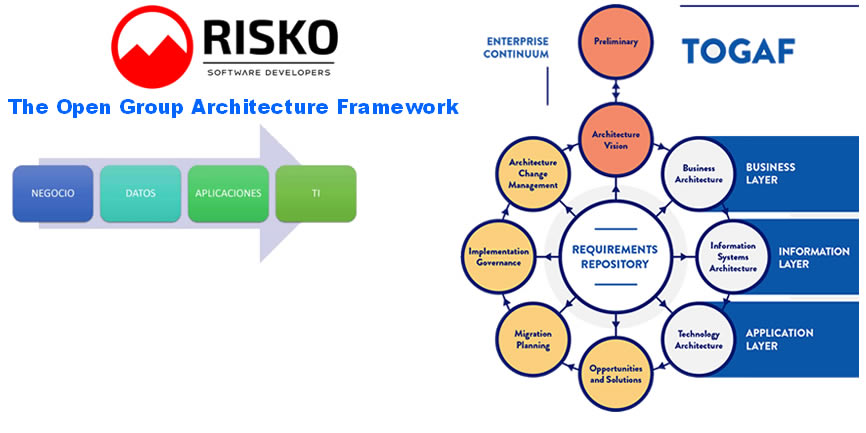 RISKO
SOFTWARE DEVELOPERS
The Open Group Architecture Framework
NEGOCIO
DATOS
APLICACIONES
TI
ENTERPRISE
CONTINUUM
TOGAF
Preliminary
Architecture
Vision
Business
Architecture
BUSINESS
LAYER
Information
Systems
Architecture
INFORMATION
LAYER
Technology
Architecture
APPLICATION
LAYER
Opportunities
and Solutions
Migration
Planning
Implementation
Governance
Architecture
Change
Management
REQUIREMENTS
REPOSITORY